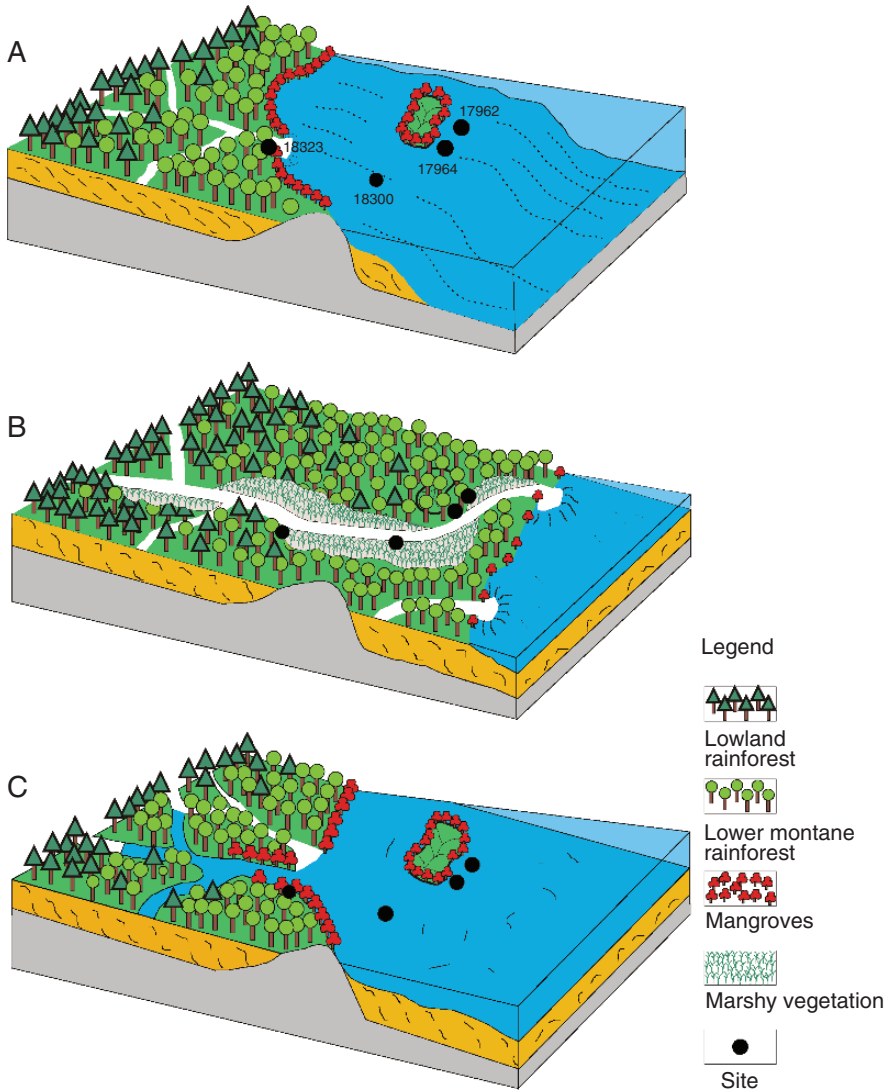 A
17962
18323
17964
18300
B
Legend
Lowland
rainforest
C
Lower montane
rainforest
Mangroves
Marshy vegetation
Site